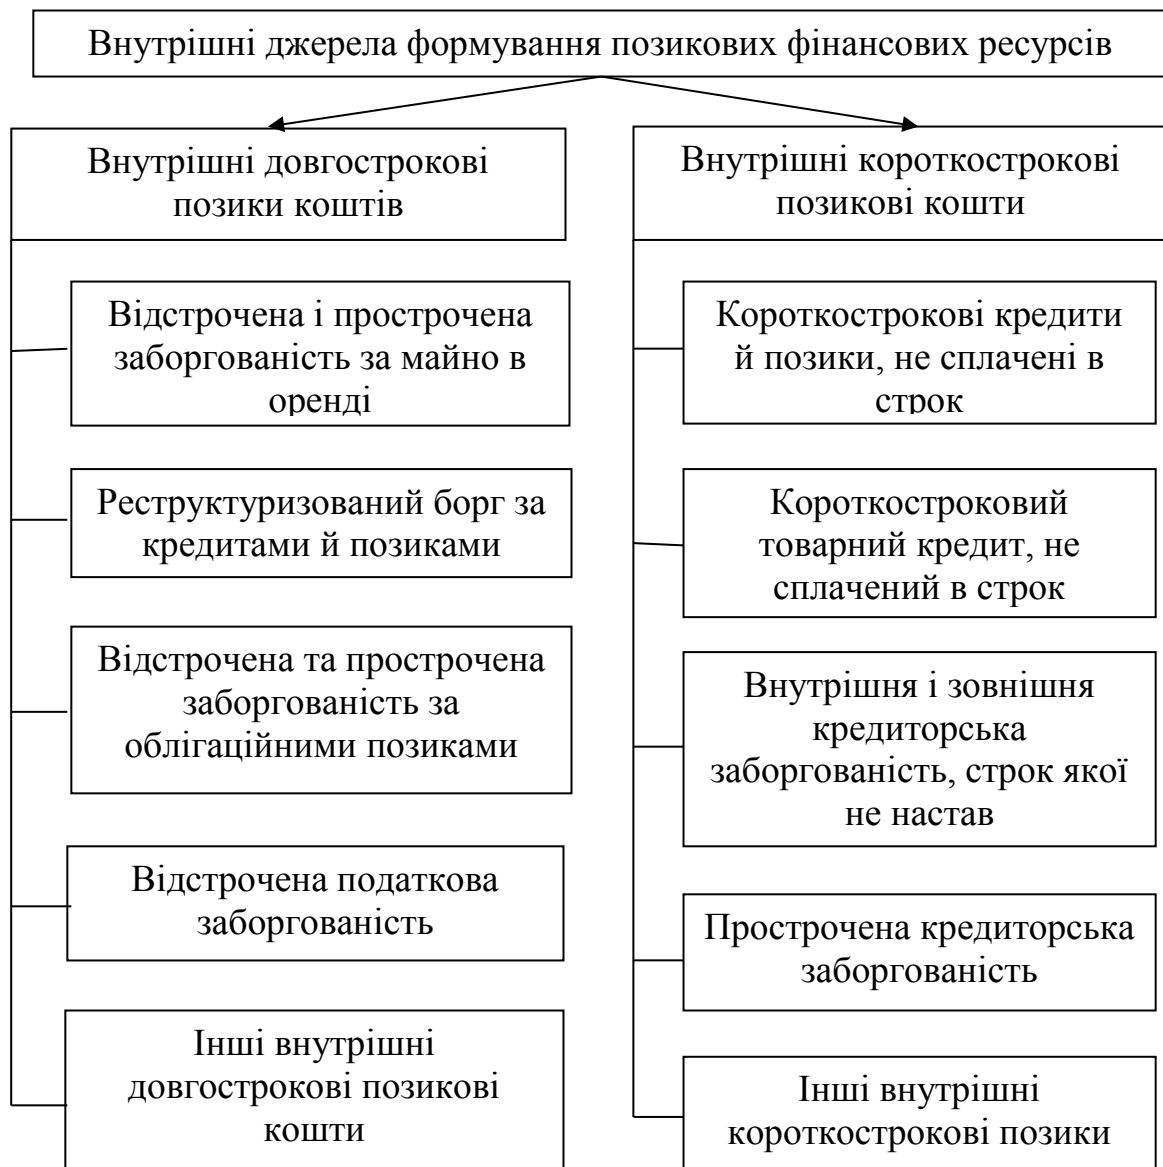 Внутрішні джерела формування позикових фінансових ресурсів
Внутрішні довгострокові
позики коштів
Відстрочена і прострочена
заборгованість за майно в
оренді
Реструктуризований борг за
кредитами й позиками
Відстрочена та прострочена
заборгованість за
облігаційними позиками
Відстрочена податкова
заборгованість
Інші внутрішні
довгострокові позикові
кошти
Внутрішні короткострокові
позикові кошти
Короткострокові кредити
й позики, не сплачені в
строк
Короткостроковий
товарний кредит, не
сплачений в строк
Внутрішня і зовнішня
кредиторська
заборгованість, строк якої
не настав
Прострочена кредиторська
заборгованість
Інші внутрішні
короткострокові позики